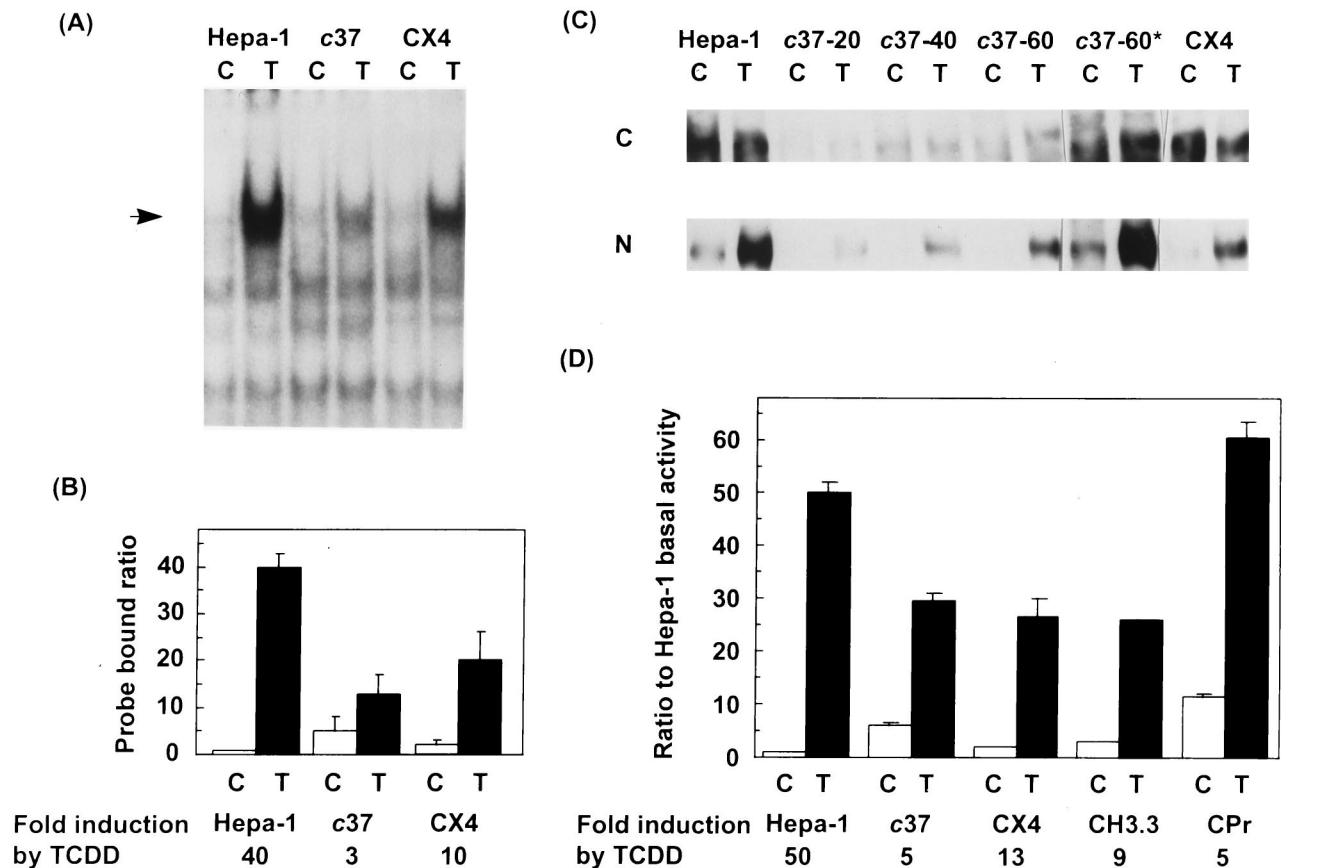 (A)
Hepa-1 c37 CX4
C T C T C T
(B)
Probe bound ratio
40
30
20
10
0
C T C T C T
Fold induction by TCDD
Hepa-1 c37 CX4
40 3 10
(C)
Hepa-1 c37-20 c37-40 c37-60 c37-60* CX4
C T C T C T C T C T C T
C
N
(D)
Ratio to Hepa-1 basal activity
60
50
40
30
20
10
0
C T C T C T C T C T
Fold induction by TCDD
Hepa-1 c37 CX4 CH3.3 CPr
50 5 13 9 5